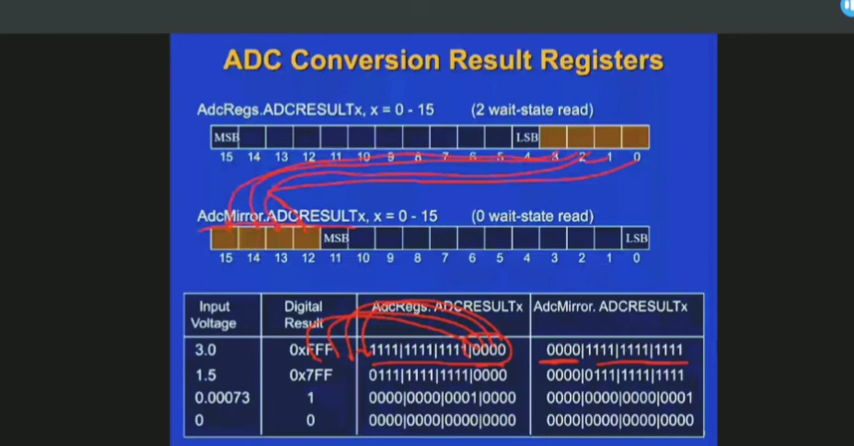 ADC Conversion Result Registers
AdcRegs.ADCRESULTx, x = 0 - 15 (2 wait-state read)
MSB LSB
15 14 13 12 11 10 9 8 7 6 5 4 3 2 1 0
AdcMirror.ADCRESULTx, x = 0 - 15 (0 wait-state read)
MSB LSB
15 14 13 12 11 10 9 8 7 6 5 4 3 2 1 0
Input Voltage Digital Result AdcRegs. ADCRESULTx AdcMirror. ADCRESULTx
3.0 0xFFF 1111|1111|1111|0000 0000|1111|1111|1111
1.5 0x7FF 0111|1111|1111|0000 0000|0111|1111|1111
0.00073 1 0000|0000|0001|0000 0000|0000|0000|0001
0 0 0000|0000|0000|0000 0000|0000|0000|0000